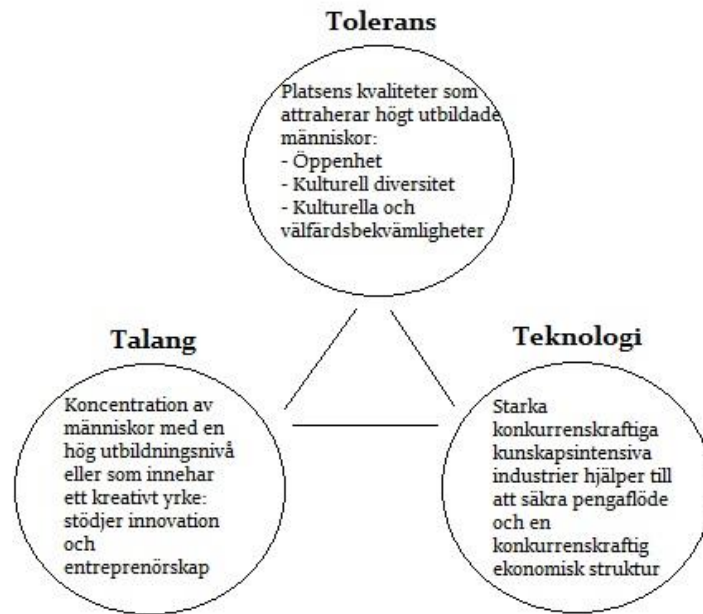 Tolerans
Platsens kvaliteter som
attraherar högt utbildade
människor:
- Öppenhet
- Kulturell diversitet
- Kulturella och
välfärdsbekvämligheter
Talang
Koncentration av
människor med en
hög utbildningsnivå
eller som innehar
ett kreativt yrke:
stödjer innovation
och
entreprenörskap
Teknologi
Starka
konkurrenskraftiga
kunskapsintensiva
industrier hjälper till
att säkra pengaflöde
och en
konkurrenskraftig
ekonomisk struktur